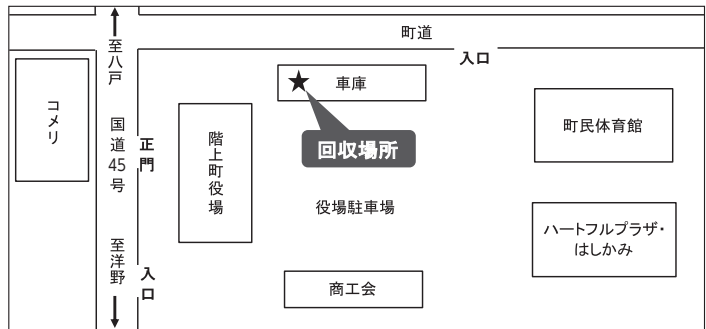 町道
入口
至八戸
コメリ
国道45号
正門
階上町役場
★
車庫
回収場所
町民体育館
役場駐車場
ハートフルプラザ・
はしかみ
至洋野
入口
商工会